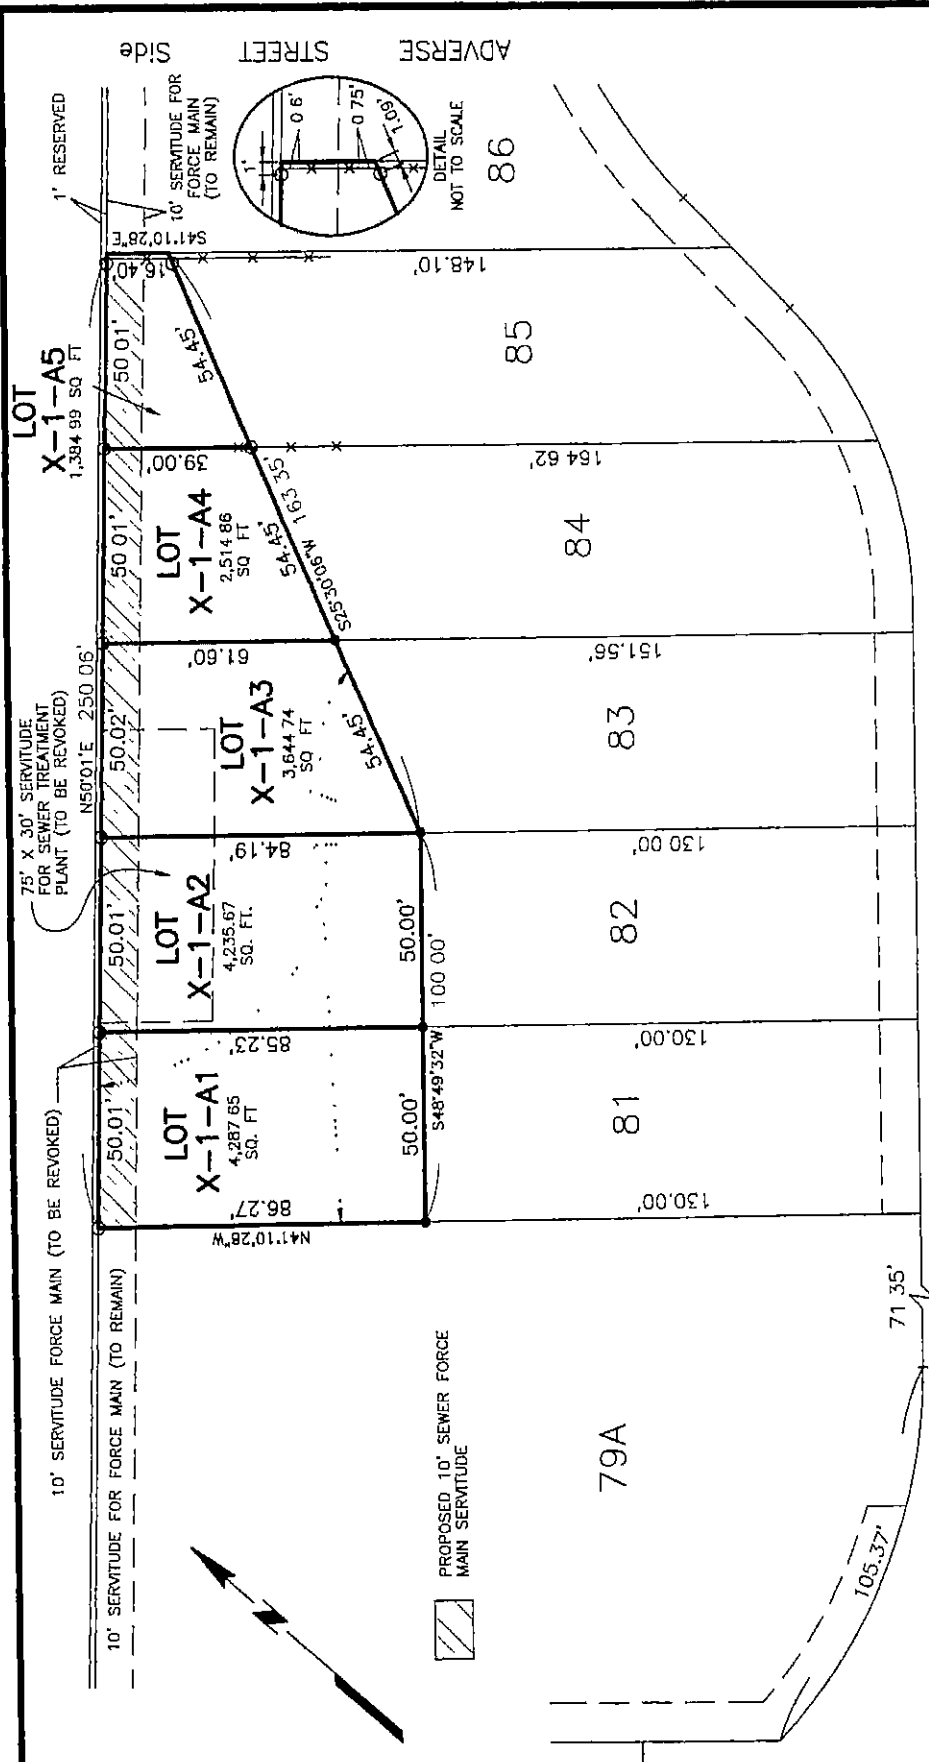 Side
STREET
ADVERSE
1' RESERVED
10' SERVITUDE FOR
FORCE MAIN
(TO REMAIN)
1'
0 6'
0 75'
1.09'
DETAIL
NOT TO SCALE
86
S41°10'28"E
16.40'
148.10'
LOT
X-1-A5
1,384 99 SQ FT
50 01'
54.45'
85
39.00'
164 62'
LOT
X-1-A4
2,514 86
SQ FT
50 01'
54.45'
S25°30'06"W 163 35'
84
61.60'
151.56'
75' X 30' SERVITUDE
FOR SEWER TREATMENT
PLANT (TO BE REVOKED)
N50°01'E 250 06'
50.02'
LOT
X-1-A3
3,644 74
SQ FT
54.45'
83
84.19'
130 00'
50.01'
LOT
X-1-A2
4,235.67
SQ. FT.
50.00'
82
85.23'
100 00'
S48°49'32"W
130.00'
50.01'
LOT
X-1-A1
4,287 65
SQ. FT
50.00'
81
86.27'
N41°10'28"W
130.00'
10' SERVITUDE FORCE MAIN (TO BE REVOKED)
10' SERVITUDE FOR FORCE MAIN (TO REMAIN)
71 35'
79A
105.37'
N
PROPOSED 10' SEWER FORCE
MAIN SERVITUDE